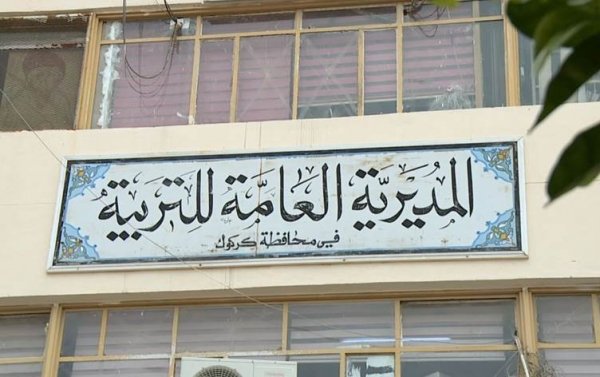 المديرية العامة للتربية
في محافظة كركوك